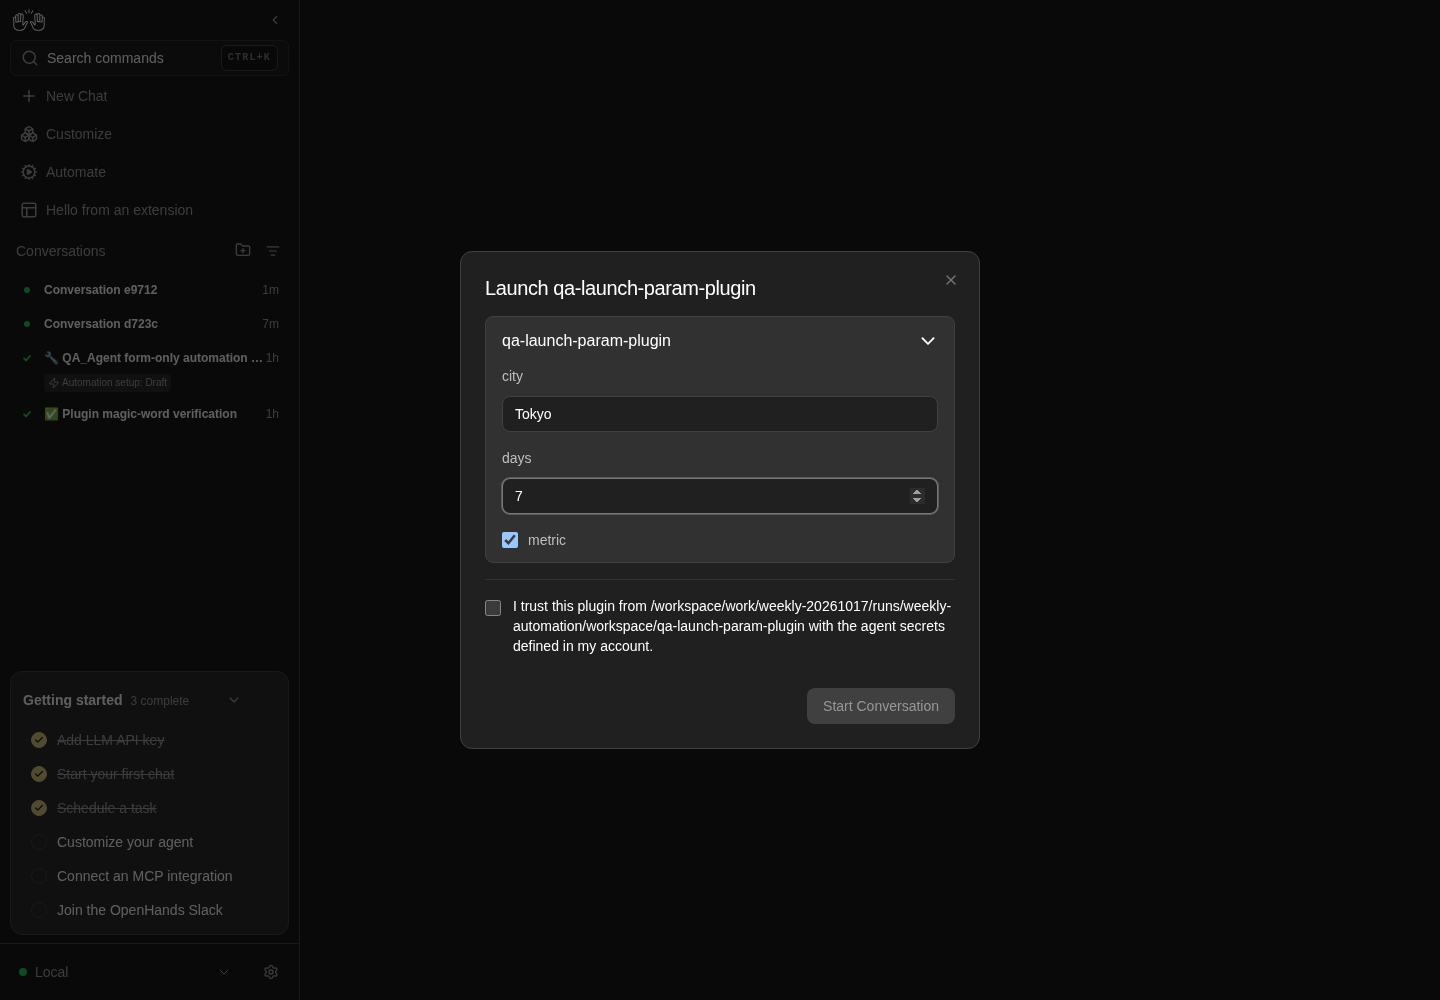 Search commands
CTRL+K
New Chat
Customize
Automate
Hello from an extension
Conversations
Conversation e9712 1m
Conversation d723c 7m
🔧 QA_Agent form-only automation ... 1h
Automation setup: Draft
✅ Plugin magic-word verification 1h
Getting started 3 complete
Add LLM API key
Start your first chat
Schedule a task
Customize your agent
Connect an MCP integration
Join the OpenHands Slack
Local
Launch qa-launch-param-plugin
qa-launch-param-plugin
city
Tokyo
days
7
metric
I trust this plugin from /workspace/work/weekly-20261017/runs/weekly-
automation/workspace/qa-launch-param-plugin with the agent secrets
defined in my account.
Start Conversation